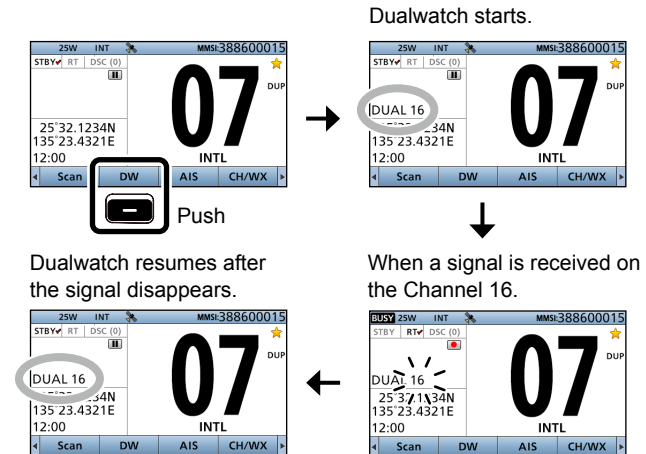 Dualwatch starts.
25W INT MMSI:388600015
STBY RT DSC (0)
07
DUP
25°32.1234N
135°23.4321E
12:00
INTL
Scan DW AIS CH/WX
Push
25W INT MMSI:388600015
STBY RT DSC (0)
07
DUP
DUAL 16
34N
135°23.4321E
12:00
INTL
Scan DW AIS CH/WX
Dualwatch resumes after
the signal disappears.
25W INT MMSI:388600015
STBY RT DSC (0)
07
DUP
DUAL 16
34N
135°23.4321E
12:00
INTL
Scan DW AIS CH/WX
When a signal is received on
the Channel 16.
BUSY 25W INT MMSI:388600015
STBY RT DSC (0)
07
DUP
DUAL 16
25°32.1234N
135°23.4321E
12:00
INTL
Scan DW AIS CH/WX